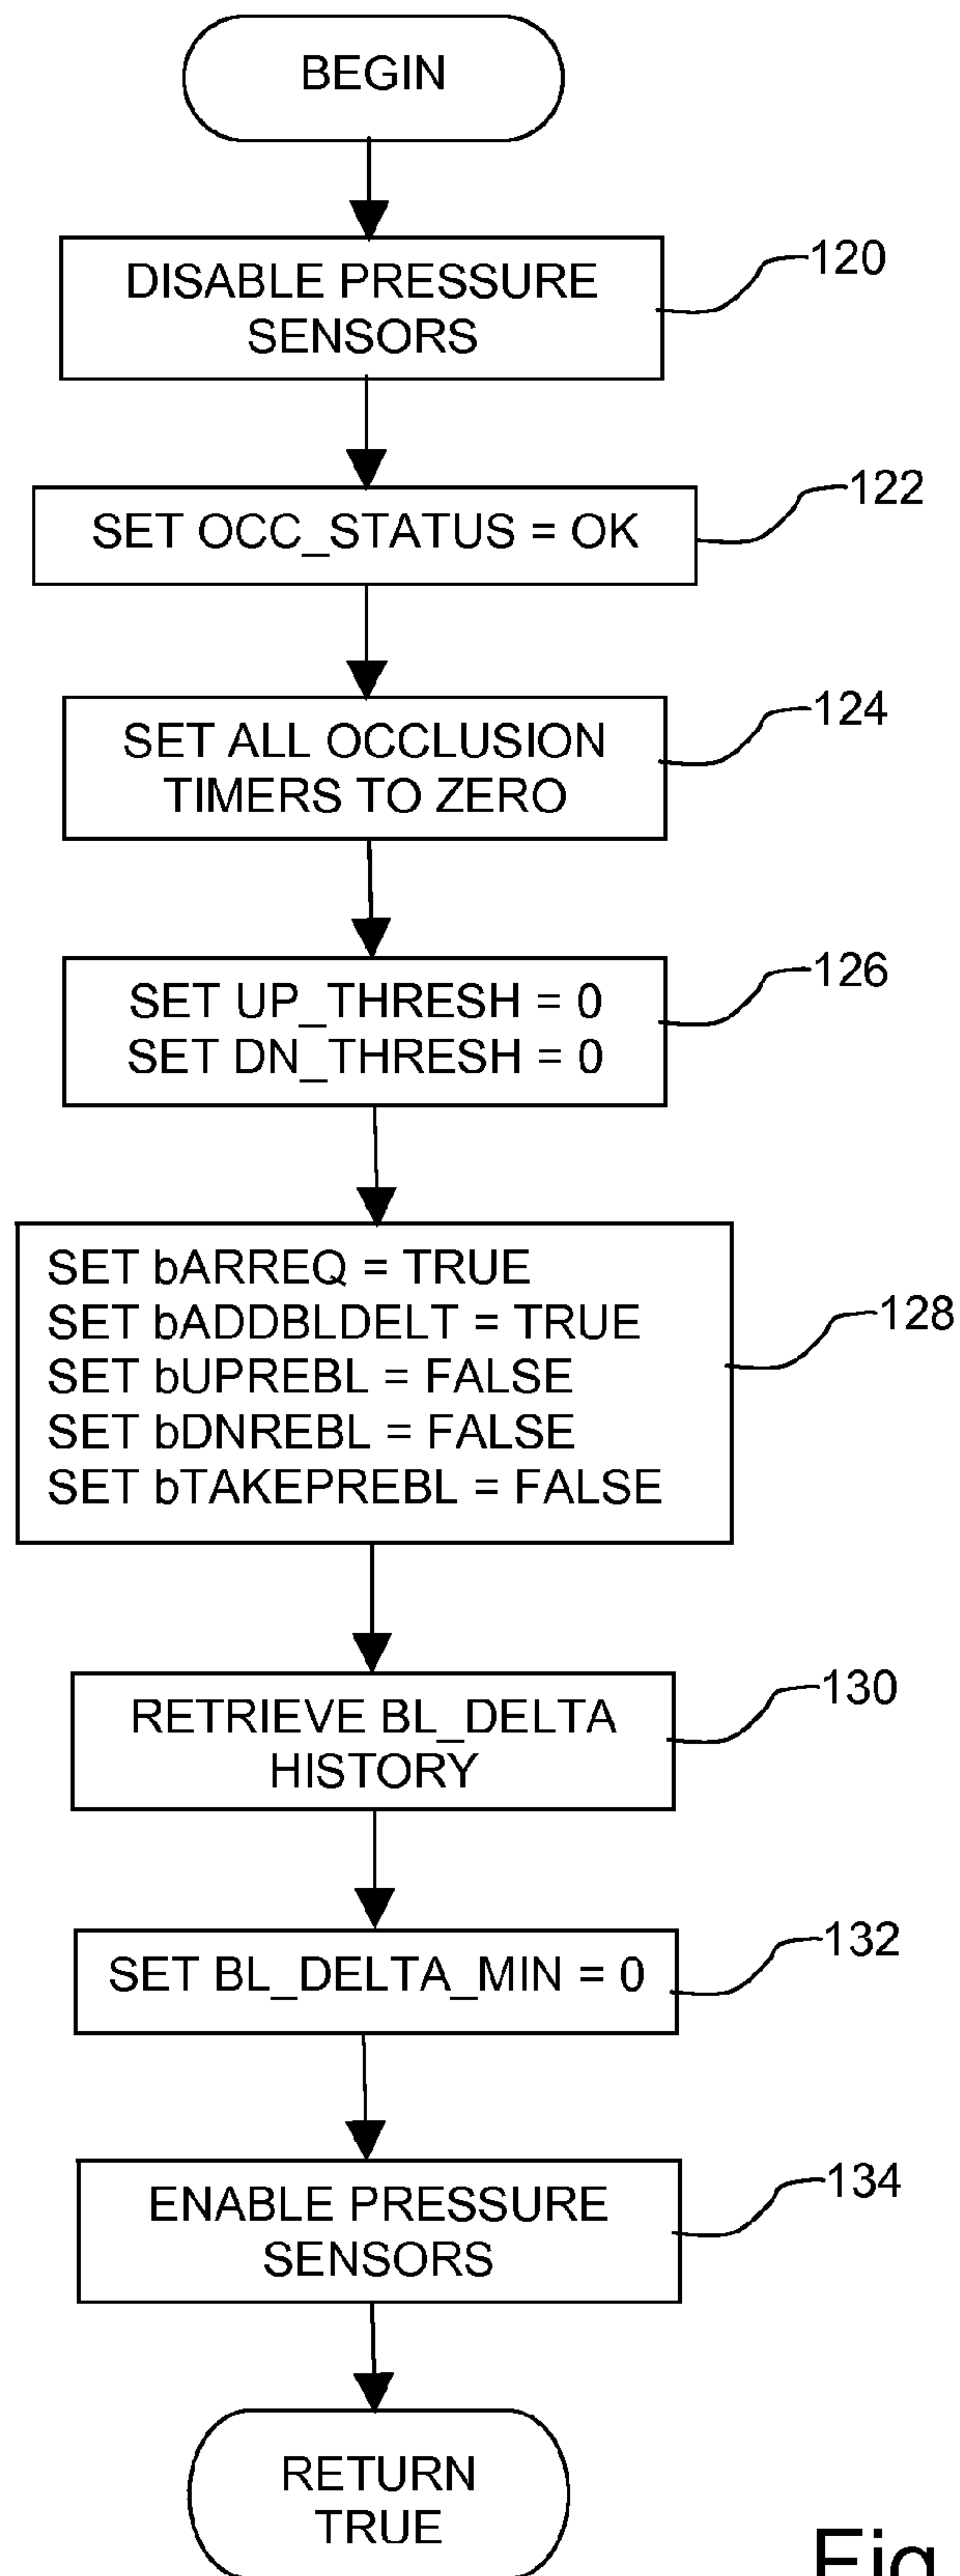 BEGIN
DISABLE PRESSURE
SENSORS
120
SET OCC_STATUS = OK
122
SET ALL OCCLUSION
TIMERS TO ZERO
124
SET UP_THRESH = 0
SET DN_THRESH = 0
126
SET bARREQ = TRUE
SET bADDBLDELT = TRUE
SET bUPREBL = FALSE
SET bDNREBL = FALSE
SET bTAKEPREBL = FALSE
128
RETRIEVE BL_DELTA
HISTORY
130
SET BL_DELTA_MIN = 0
132
ENABLE PRESSURE
SENSORS
134
RETURN
TRUE
Fig